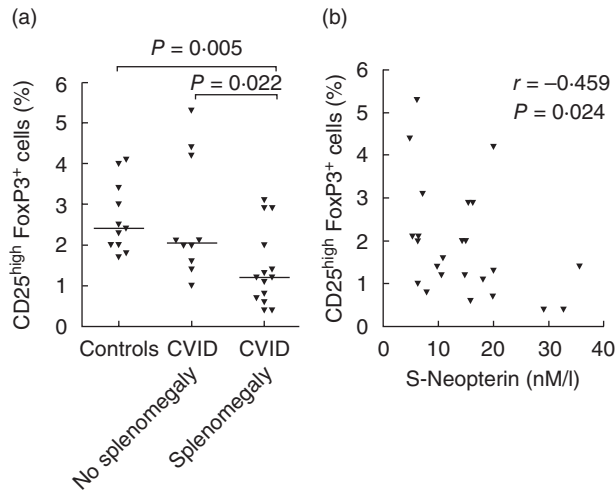 (a)
P = 0·005
P = 0·022
CD25high FoxP3+ cells (%)
6
5
4
3
2
1
0
Controls
CVID
No splenomegaly
CVID
Splenomegaly
(b)
r = –0·459
P = 0·024
CD25high FoxP3+ cells (%)
6
5
4
3
2
1
0
0 10 20 30 40
S-Neopterin (nM/l)